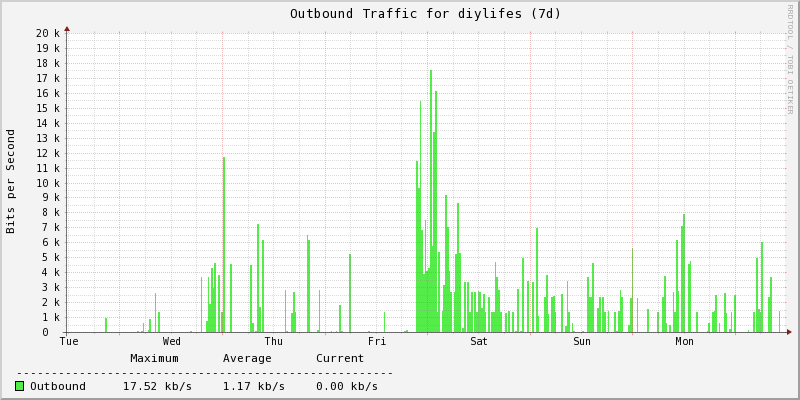 Outbound Traffic for diylifes (7d)
RRDTOOL / TOBI OETIKER
Bits per Second
20 k
19 k
18 k
17 k
16 k
15 k
14 k
13 k
12 k
11 k
10 k
9 k
8 k
7 k
6 k
5 k
4 k
3 k
2 k
1 k
0
Tue Wed Thu Fri Sat Sun Mon
Maximum Average Current
Outbound 17.52 kb/s 1.17 kb/s 0.00 kb/s